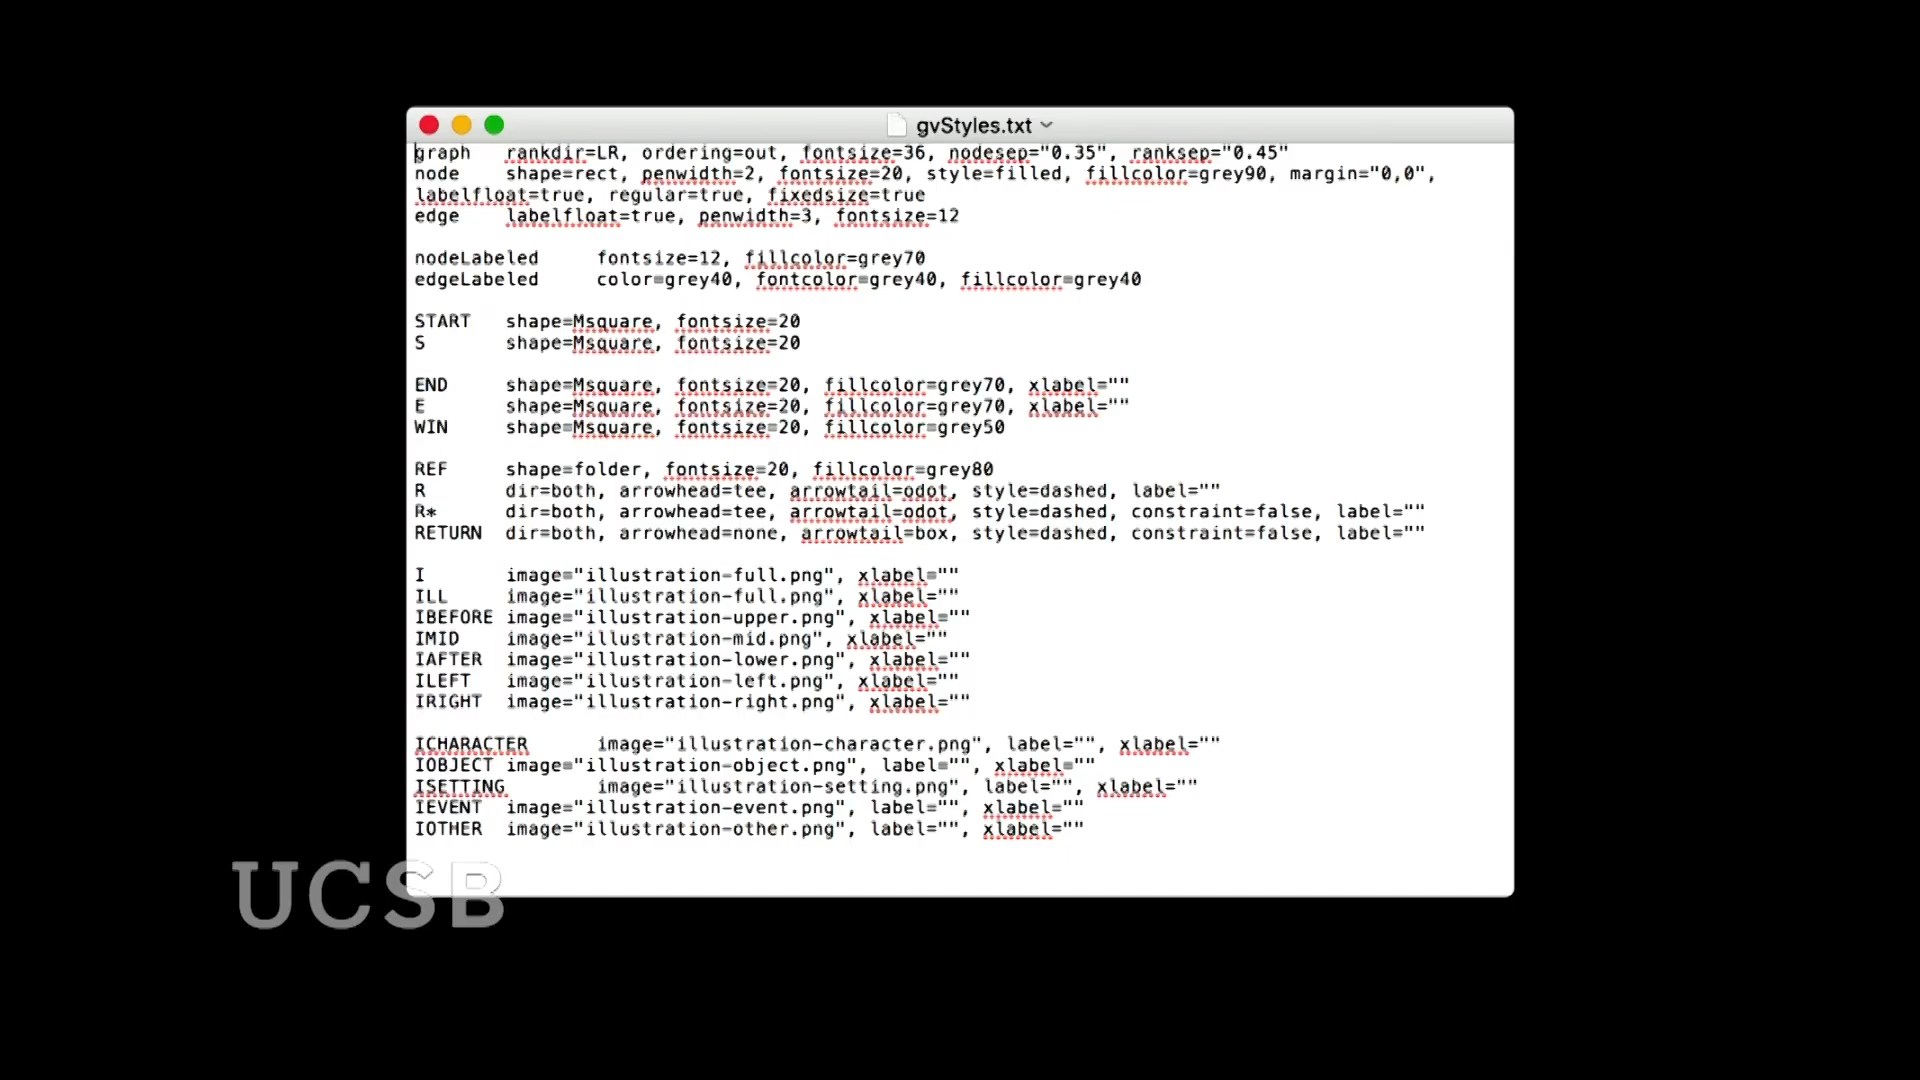 gvStyles.txt
graph rankdir=LR, ordering=out, fontsize=36, nodesep="0.35", ranksep="0.45"
node shape=rect, penwidth=2, fontsize=20, style=filled, fillcolor=grey90, margin="0,0",
labelfloat=true, regular=true, fixedsize=true
edge labelfloat=true, penwidth=3, fontsize=12
nodeLabeled fontsize=12, fillcolor=grey70
edgeLabeled color=grey40, fontcolor=grey40, fillcolor=grey40
START shape=Msquare, fontsize=20
S shape=Msquare, fontsize=20
END shape=Msquare, fontsize=20, fillcolor=grey70, xlabel=""
E shape=Msquare, fontsize=20, fillcolor=grey70, xlabel=""
WIN shape=Msquare, fontsize=20, fillcolor=grey50
REF shape=folder, fontsize=20, fillcolor=grey80
R dir=both, arrowhead=tee, arrowtail=odot, style=dashed, label=""
R* dir=both, arrowhead=tee, arrowtail=odot, style=dashed, constraint=false, label=""
RETURN dir=both, arrowhead=none, arrowtail=box, style=dashed, constraint=false, label=""
I image="illustration-full.png", xlabel=""
ILL image="illustration-full.png", xlabel=""
IBEFORE image="illustration-upper.png", xlabel=""
IMID image="illustration-mid.png", xlabel=""
IAFTER image="illustration-lower.png", xlabel=""
ILEFT image="illustration-left.png", xlabel=""
IRIGHT image="illustration-right.png", xlabel=""
ICHARACTER image="illustration-character.png", label="", xlabel=""
IOBJECT image="illustration-object.png", label="", xlabel=""
ISETTING image="illustration-setting.png", label="", xlabel=""
IEVENT image="illustration-event.png", label="", xlabel=""
IOTHER image="illustration-other.png", label="", xlabel=""
UCSB